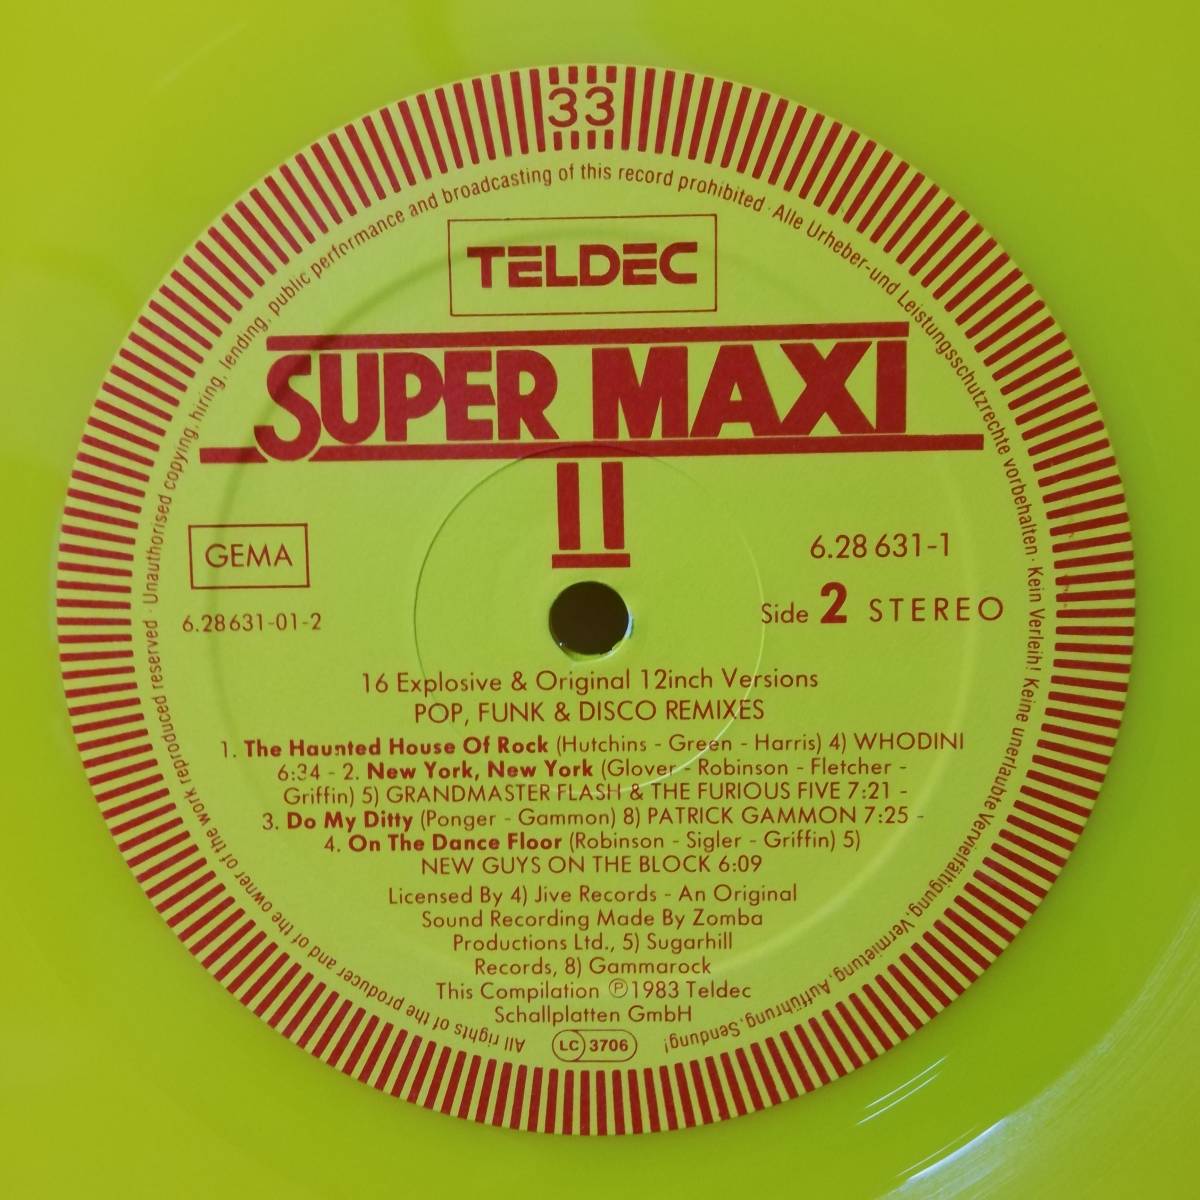 33
All rights of the producer and of the owner of the work reproduced reserved · Unauthorised copying, hiring, lending, public performance and broadcasting of this record prohibited · Alle Urheber-und Leistungsschutzrechte vorbehalten · Kein Verleih! Keine unerlaubte Vervielfältigung, Vermietung, Aufführung, Sendung!
TELDEC
SUPER MAXI
II
GEMA
6.28631-01-2
6.28 631-1
Side 2 STEREO
16 Explosive & Original 12inch Versions
POP, FUNK & DISCO REMIXES
1. The Haunted House Of Rock (Hutchins - Green - Harris) 4) WHODINI
6:34 - 2. New York, New York (Glover - Robinson - Fletcher -
Griffin) 5) GRANDMASTER FLASH & THE FURIOUS FIVE 7:21 -
3. Do My Ditty (Ponger - Gammon) 8) PATRICK GAMMON 7:25 -
4. On The Dance Floor (Robinson - Sigler - Griffin) 5)
NEW GUYS ON THE BLOCK 6:09
Licensed By 4) Jive Records - An Original
Sound Recording Made By Zomba
Productions Ltd., 5) Sugarhill
Records, 8) Gammarock
This Compilation ℗1983 Teldec
Schallplatten GmbH
LC 3706